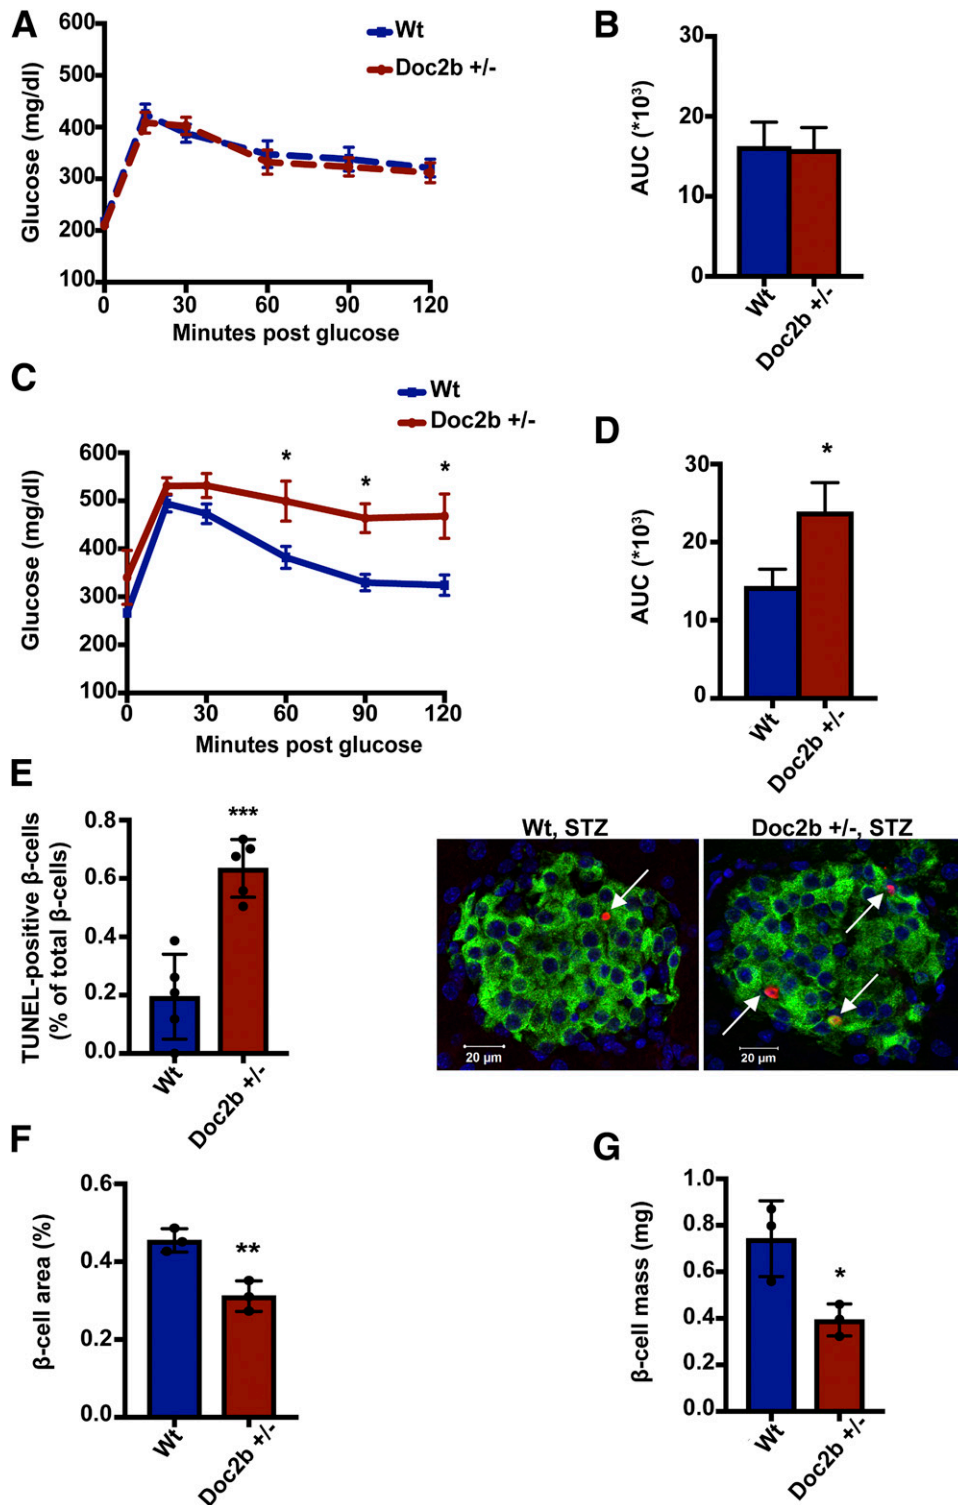 A
600
500
400
300
200
100
Glucose (mg/dl)
Wt
Doc2b +/-
0
30
60
90
120
Minutes post glucose
B
30
20
10
0
AUC (*10³)
Wt
Doc2b +/-
C
Wt
Doc2b +/-
600
500
400
300
200
100
Glucose (mg/dl)
*
*
*
0
30
60
90
120
Minutes post glucose
D
30
20
10
0
AUC (*10³)
*
Wt
Doc2b +/-
E
TUNEL-positive β-cells
(% of total β-cells)
0.8
0.6
0.4
0.2
0.0
***
Wt
Doc2b +/-
Wt, STZ
20 µm
Doc2b +/-, STZ
20 µm
F
β-cell area (%)
0.6
0.4
0.2
0.0
**
Wt
Doc2b +/-
G
β-cell mass (mg)
1.0
0.8
0.6
0.4
0.2
0.0
*
Wt
Doc2b +/-